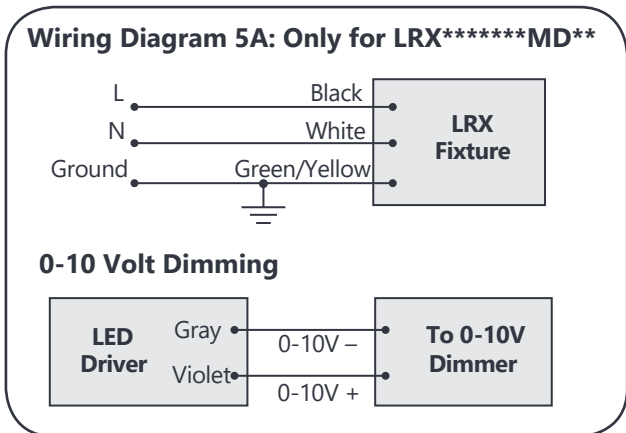 Wiring Diagram 5A: Only for LRX*******MD**
L
Black
N
White
Ground
Green/Yellow
LRX
Fixture
0-10 Volt Dimming
LED
Driver
Gray
Violet
0-10V –
0-10V +
To 0-10V
Dimmer